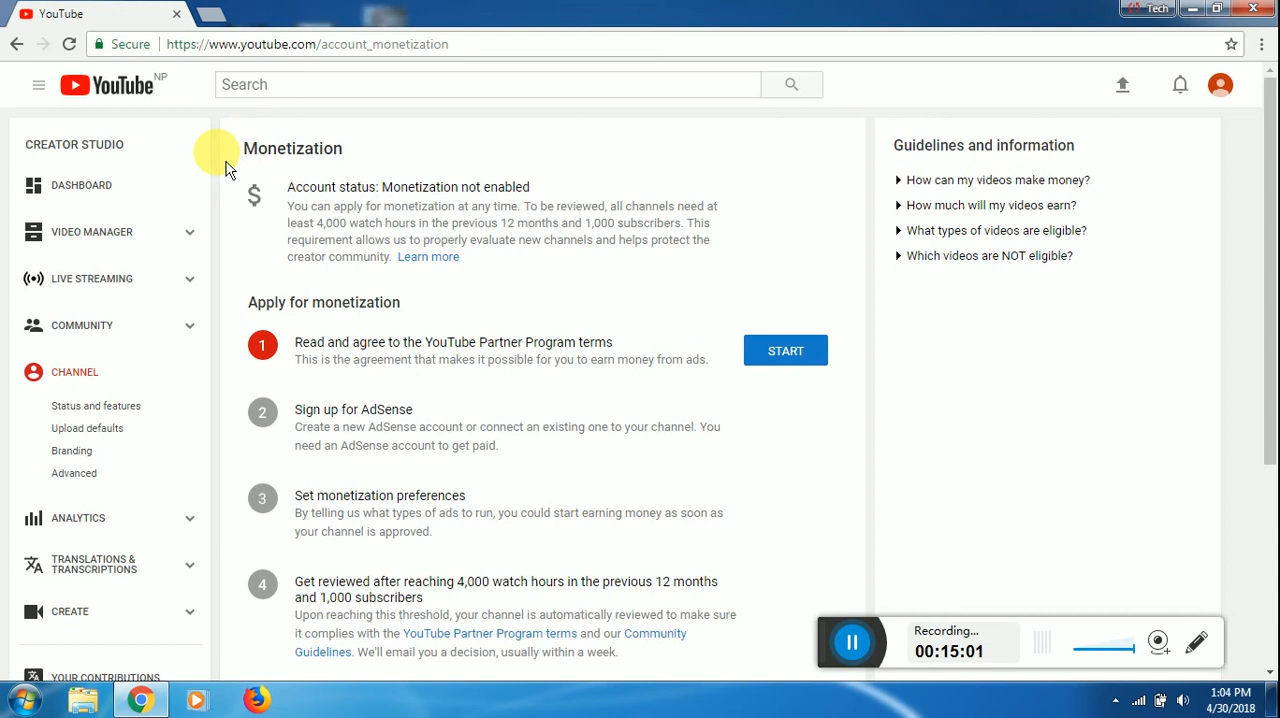 YouTube
Tech
Secure
https://www.youtube.com/account_monetization
YouTube NP
Search
CREATOR STUDIO
DASHBOARD
VIDEO MANAGER
LIVE STREAMING
COMMUNITY
CHANNEL
Status and features
Upload defaults
Branding
Advanced
ANALYTICS
TRANSLATIONS &
TRANSCRIPTIONS
CREATE
YOUR CONTRIBUTIONS
Monetization
$
Account status: Monetization not enabled
You can apply for monetization at any time. To be reviewed, all channels need at
least 4,000 watch hours in the previous 12 months and 1,000 subscribers. This
requirement allows us to properly evaluate new channels and helps protect the
creator community. Learn more
Apply for monetization
1
Read and agree to the YouTube Partner Program terms
This is the agreement that makes it possible for you to earn money from ads.
START
2
Sign up for AdSense
Create a new AdSense account or connect an existing one to your channel. You
need an AdSense account to get paid.
3
Set monetization preferences
By telling us what types of ads to run, you could start earning money as soon as
your channel is approved.
4
Get reviewed after reaching 4,000 watch hours in the previous 12 months
and 1,000 subscribers
Upon reaching this threshold, your channel is automatically reviewed to make sure
it complies with the YouTube Partner Program terms and our Community
Guidelines. We'll email you a decision, usually within a week.
Guidelines and information
How can my videos make money?
How much will my videos earn?
What types of videos are eligible?
Which videos are NOT eligible?
Recording...
00:15:01
1:04 PM
4/30/2018